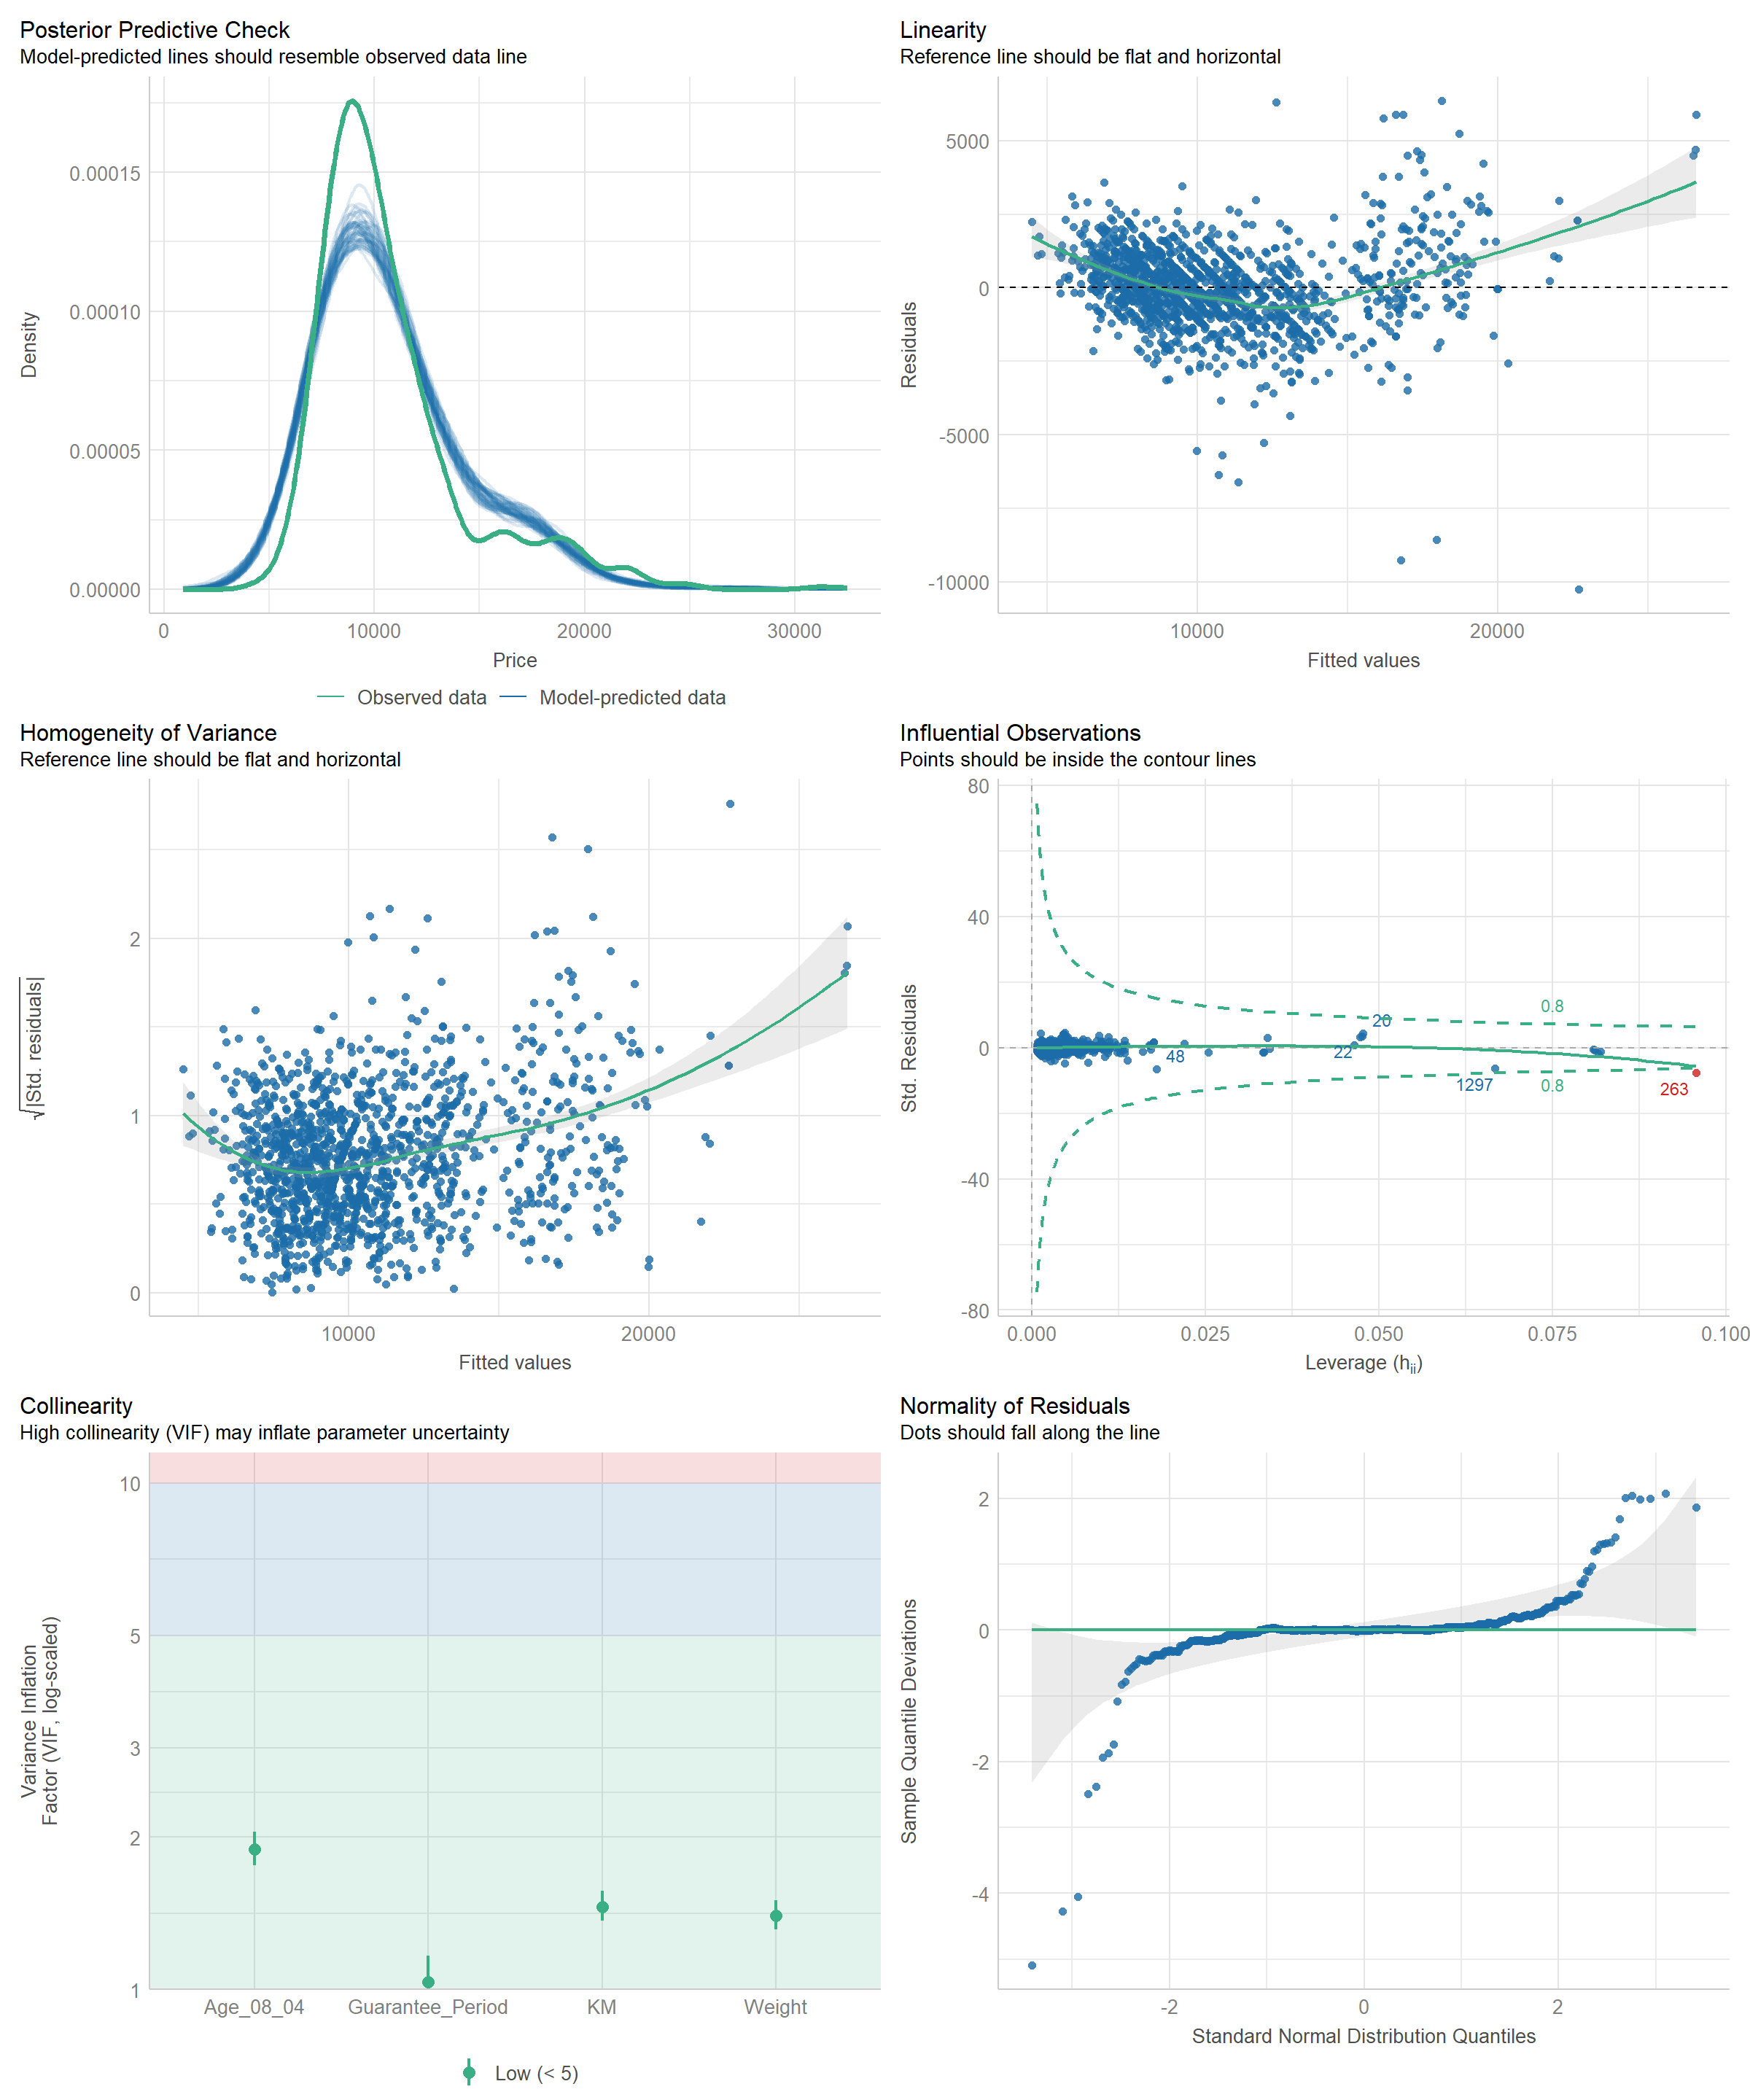 Posterior Predictive Check
Model-predicted lines should resemble observed data line
0.00015
0.00010
0.00005
0.00000
Density
0
10000
20000
30000
Price
Observed data
Model-predicted data
Linearity
Reference line should be flat and horizontal
5000
0
-5000
-10000
Residuals
10000
20000
Fitted values
Homogeneity of Variance
Reference line should be flat and horizontal
2
1
0
√|Std. residuals|
10000
20000
Fitted values
Influential Observations
Points should be inside the contour lines
80
40
0
-40
-80
Std. Residuals
0.8
20
48
22
1297
0.8
263
0.000
0.025
0.050
0.075
0.100
Leverage (hii)
Collinearity
High collinearity (VIF) may inflate parameter uncertainty
10
5
3
2
1
Variance Inflation
Factor (VIF, log-scaled)
Age_08_04
Guarantee_Period
KM
Weight
Low (< 5)
Normality of Residuals
Dots should fall along the line
2
0
-2
-4
Sample Quantile Deviations
-2
0
2
Standard Normal Distribution Quantiles